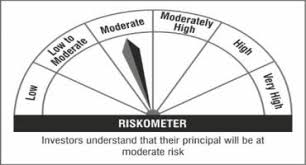 Low
Low to
Moderate
Moderate
Moderately
High
High
Very High
RISKOMETER
Investors understand that their principal will be at
moderate risk